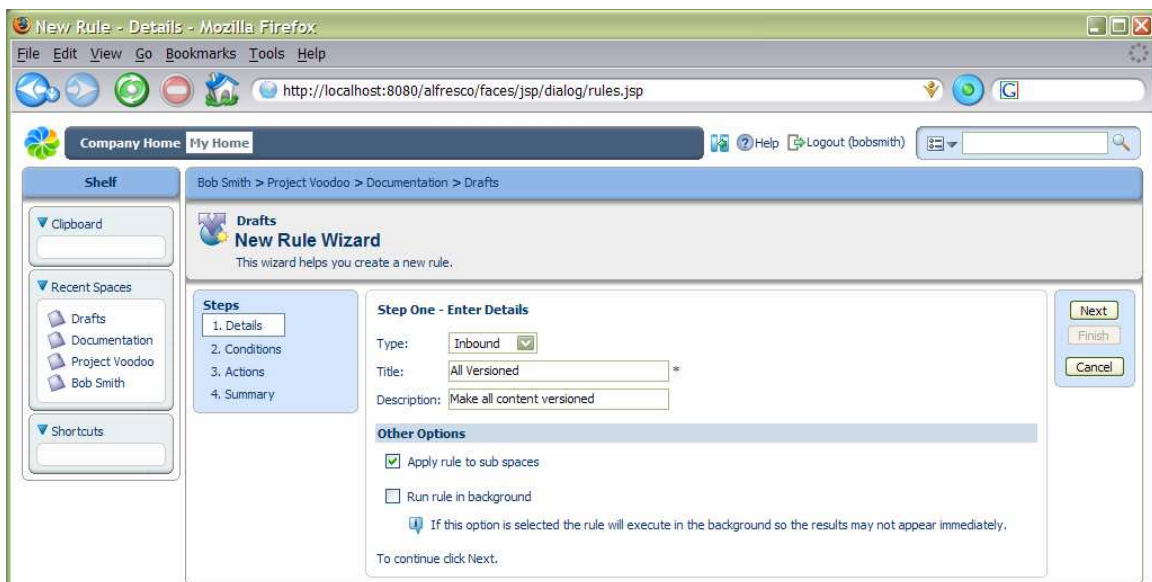 New Rule - Details - Mozilla Firefox
File Edit View Go Bookmarks Tools Help
http://localhost:8080/alfresco/faces/jsp/dialog/rules.jsp
G
Company Home My Home
Help Logout (bobsmith)
Shelf
Bob Smith > Project Voodoo > Documentation > Drafts
Clipboard
Drafts
New Rule Wizard
This wizard helps you create a new rule.
Recent Spaces
Drafts
Documentation
Project Voodoo
Bob Smith
Shortcuts
Steps
1. Details
2. Conditions
3. Actions
4. Summary
Step One - Enter Details
Type: Inbound
Title: All Versioned *
Description: Make all content versioned
Other Options
Apply rule to sub spaces
Run rule in background
If this option is selected the rule will execute in the background so the results may not appear immediately.
To continue click Next.
Next
Finish
Cancel